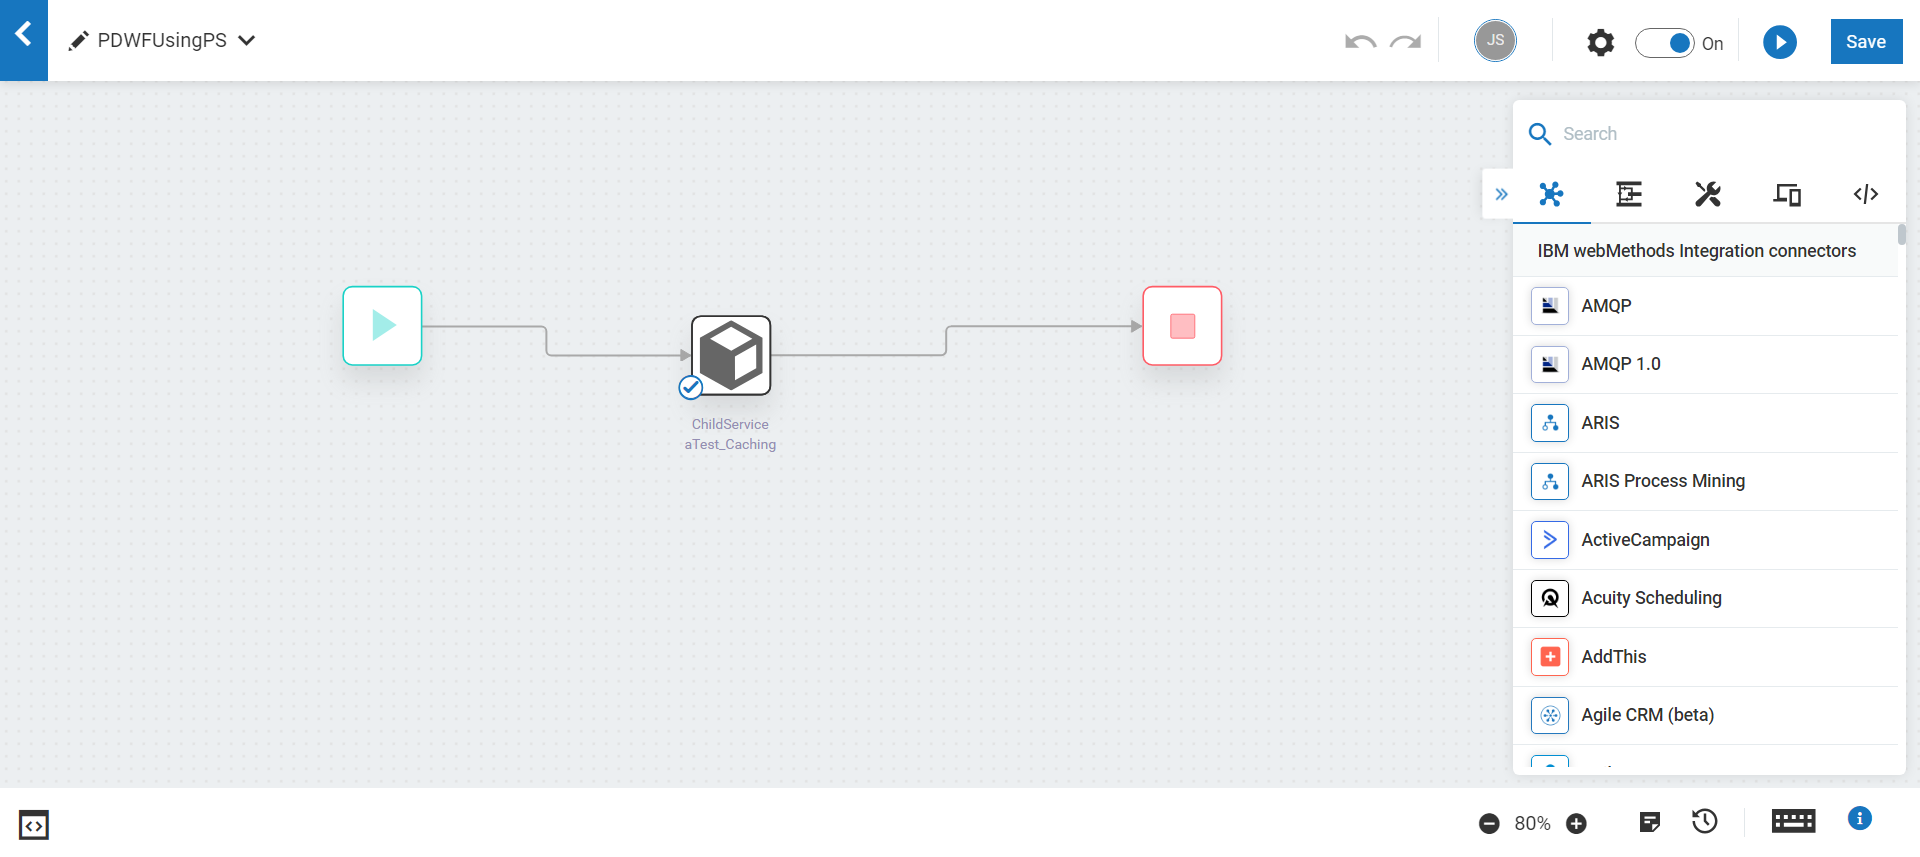 PDWFUsingPS
JS
On
Save
Search
IBM webMethods Integration connectors
AMQP
AMQP 1.0
ARIS
ARIS Process Mining
ActiveCampaign
Acuity Scheduling
AddThis
Agile CRM (beta)
ChildService
aTest_Caching
80%